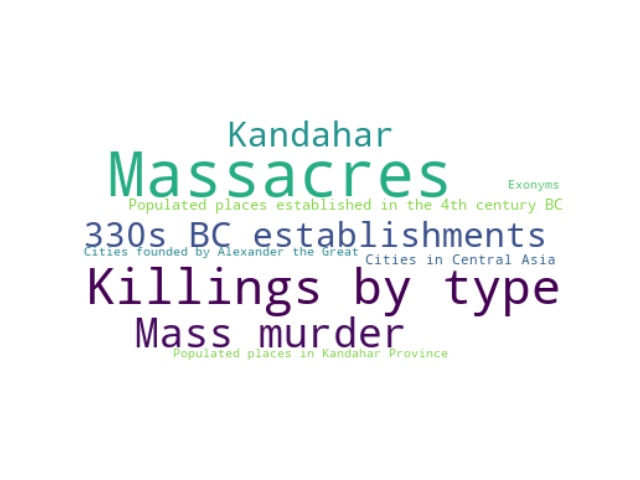 Kandahar
Massacres
Exonyms
Populated places established in the 4th century BC
330s BC establishments
Cities founded by Alexander the Great
Cities in Central Asia
Killings by type
Mass murder
Populated places in Kandahar Province